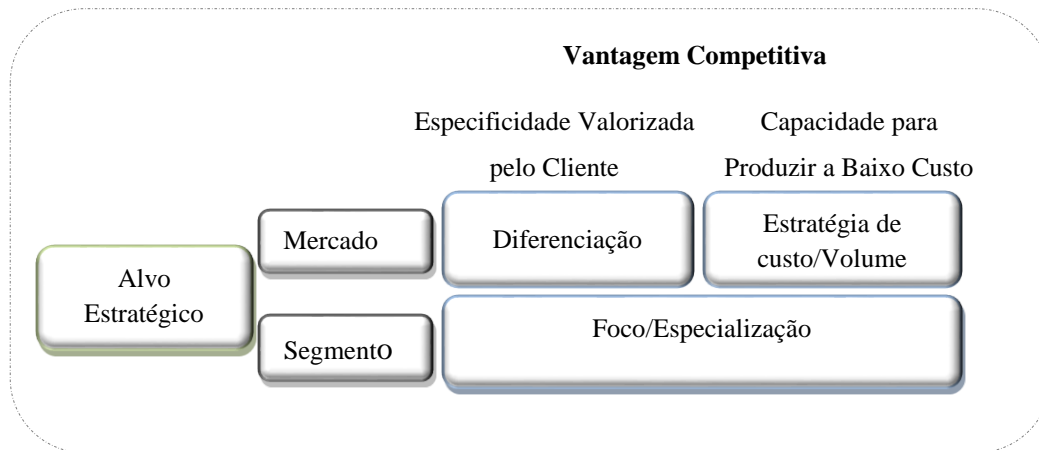 Vantagem Competitiva
Especificidade Valorizada
pelo Cliente
Capacidade para
Produzir a Baixo Custo
Alvo
Estratégico
Mercado
Diferenciação
Estratégia de
custo/Volume
Segmento
Foco/Especialização